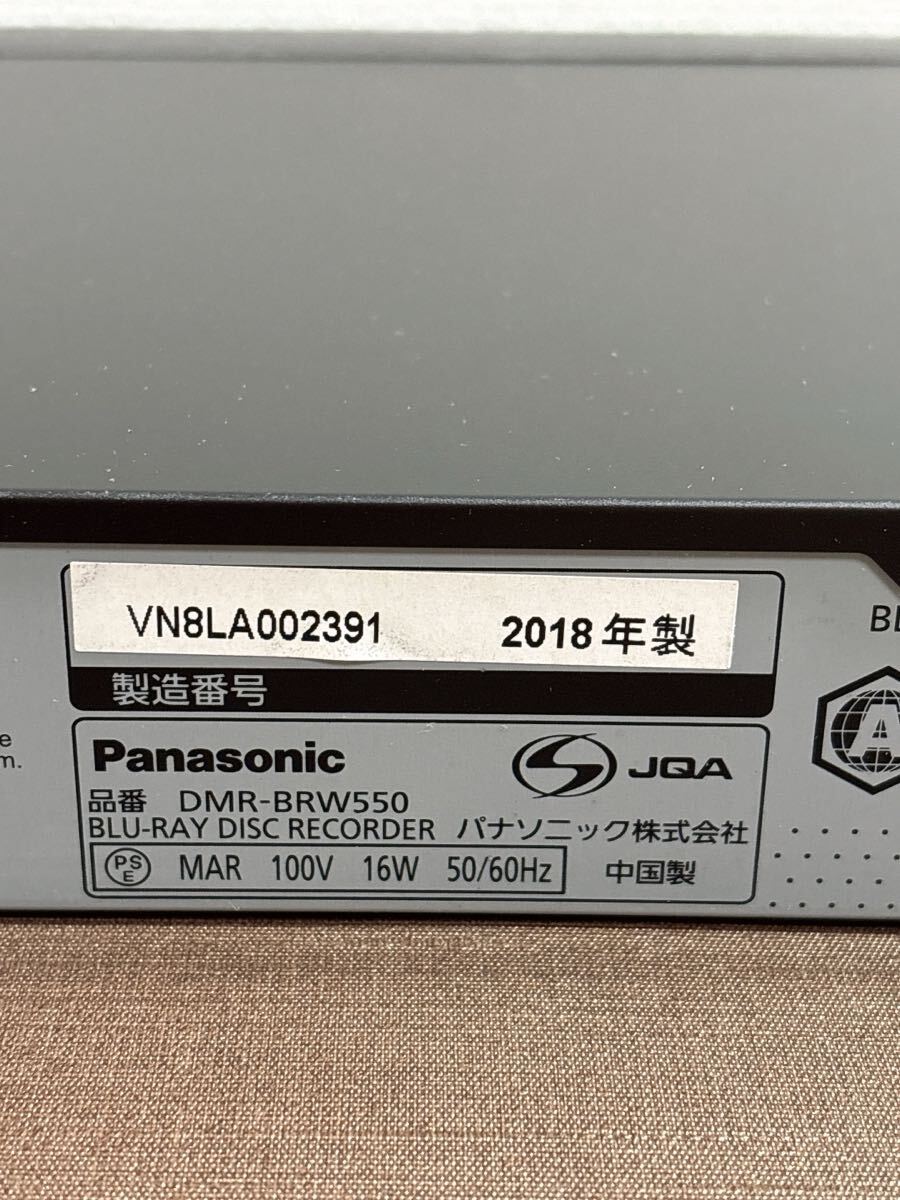 VN8LA002391 2018年製
製造番号
Panasonic JQA
品番 DMR-BRW550
BLU-RAY DISC RECORDER パナソニック株式会社
PSE MAR 100V 16W 50/60Hz 中国製
e
m.
BL
A